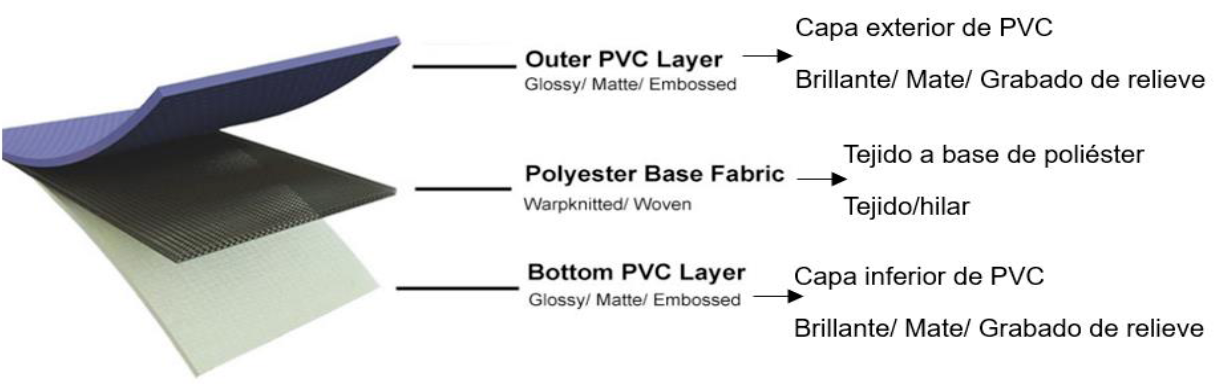 Outer PVC Layer
Glossy/ Matte/ Embossed
Capa exterior de PVC
Brillante/ Mate/ Grabado de relieve
Polyester Base Fabric
Warpknitted/ Woven
Tejido a base de poliéster
Tejido/hilar
Bottom PVC Layer
Glossy/ Matte/ Embossed
Capa inferior de PVC
Brillante/ Mate/ Grabado de relieve